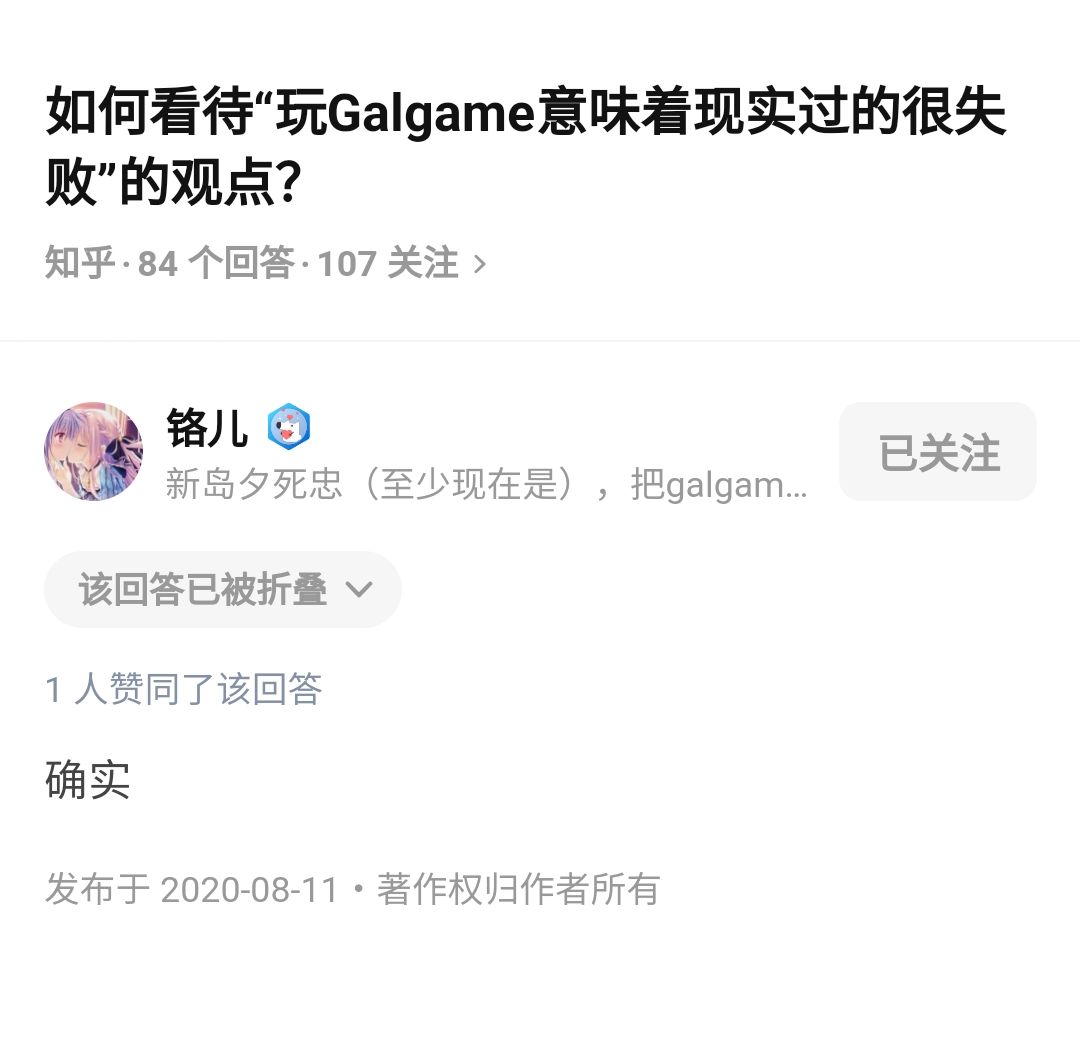 如何看待“玩Galgame意味着现实过的很失
败”的观点？
知乎·84 个回答·107 关注 >
铬儿
已关注
新岛夕死忠（至少现在是），把galgam...
该回答已被折叠
1 人赞同了该回答
确实
发布于 2020-08-11・著作权归作者所有